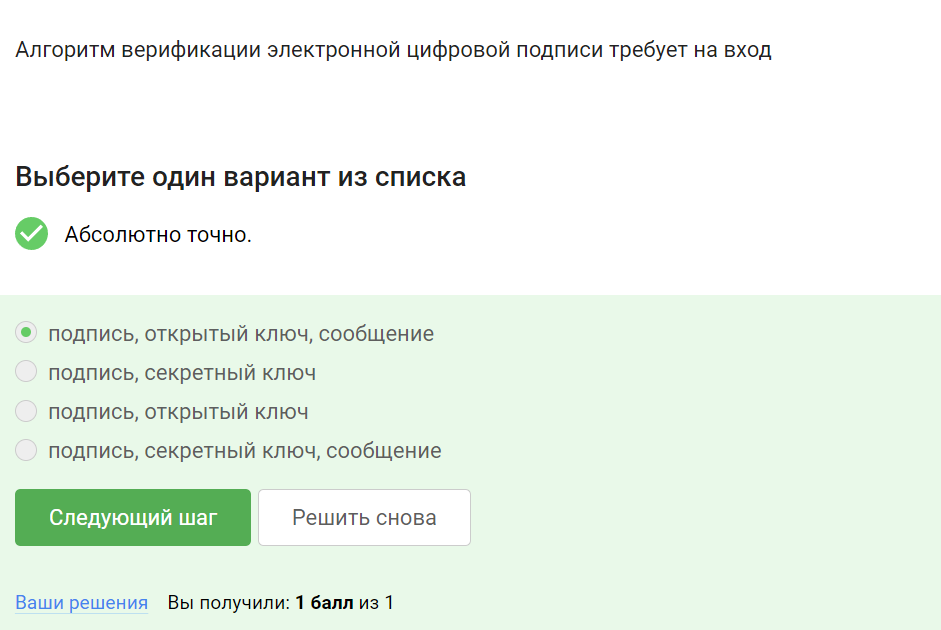 Алгоритм верификации электронной цифровой подписи требует на вход
Выберите один вариант из списка
Абсолютно точно.
подпись, открытый ключ, сообщение
подпись, секретный ключ
подпись, открытый ключ
подпись, секретный ключ, сообщение
Следующий шаг Решить снова
Ваши решения Вы получили: 1 балл из 1